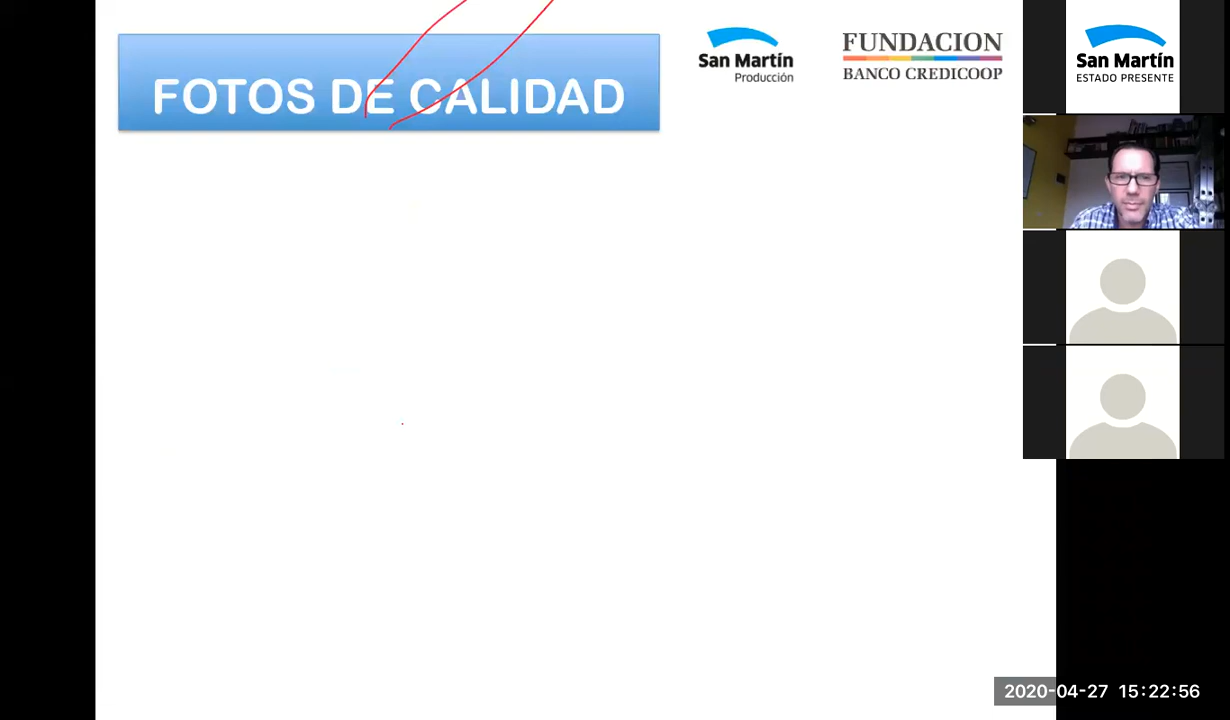 FOTOS DE CALIDAD
San Martín
Producción
FUNDACION
BANCO CREDICOOP
San Martín
ESTADO PRESENTE
2020-04-27 15:22:56